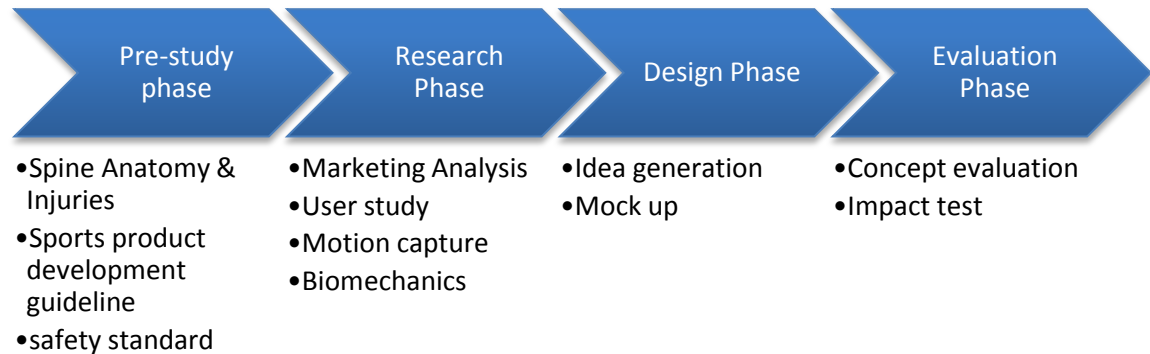 Pre-study
phase
•Spine Anatomy &
Injuries
•Sports product
development
guideline
•safety standard
Research
Phase
•Marketing Analysis
•User study
•Motion capture
•Biomechanics
Design Phase
•Idea generation
•Mock up
Evaluation
Phase
•Concept evaluation
•Impact test